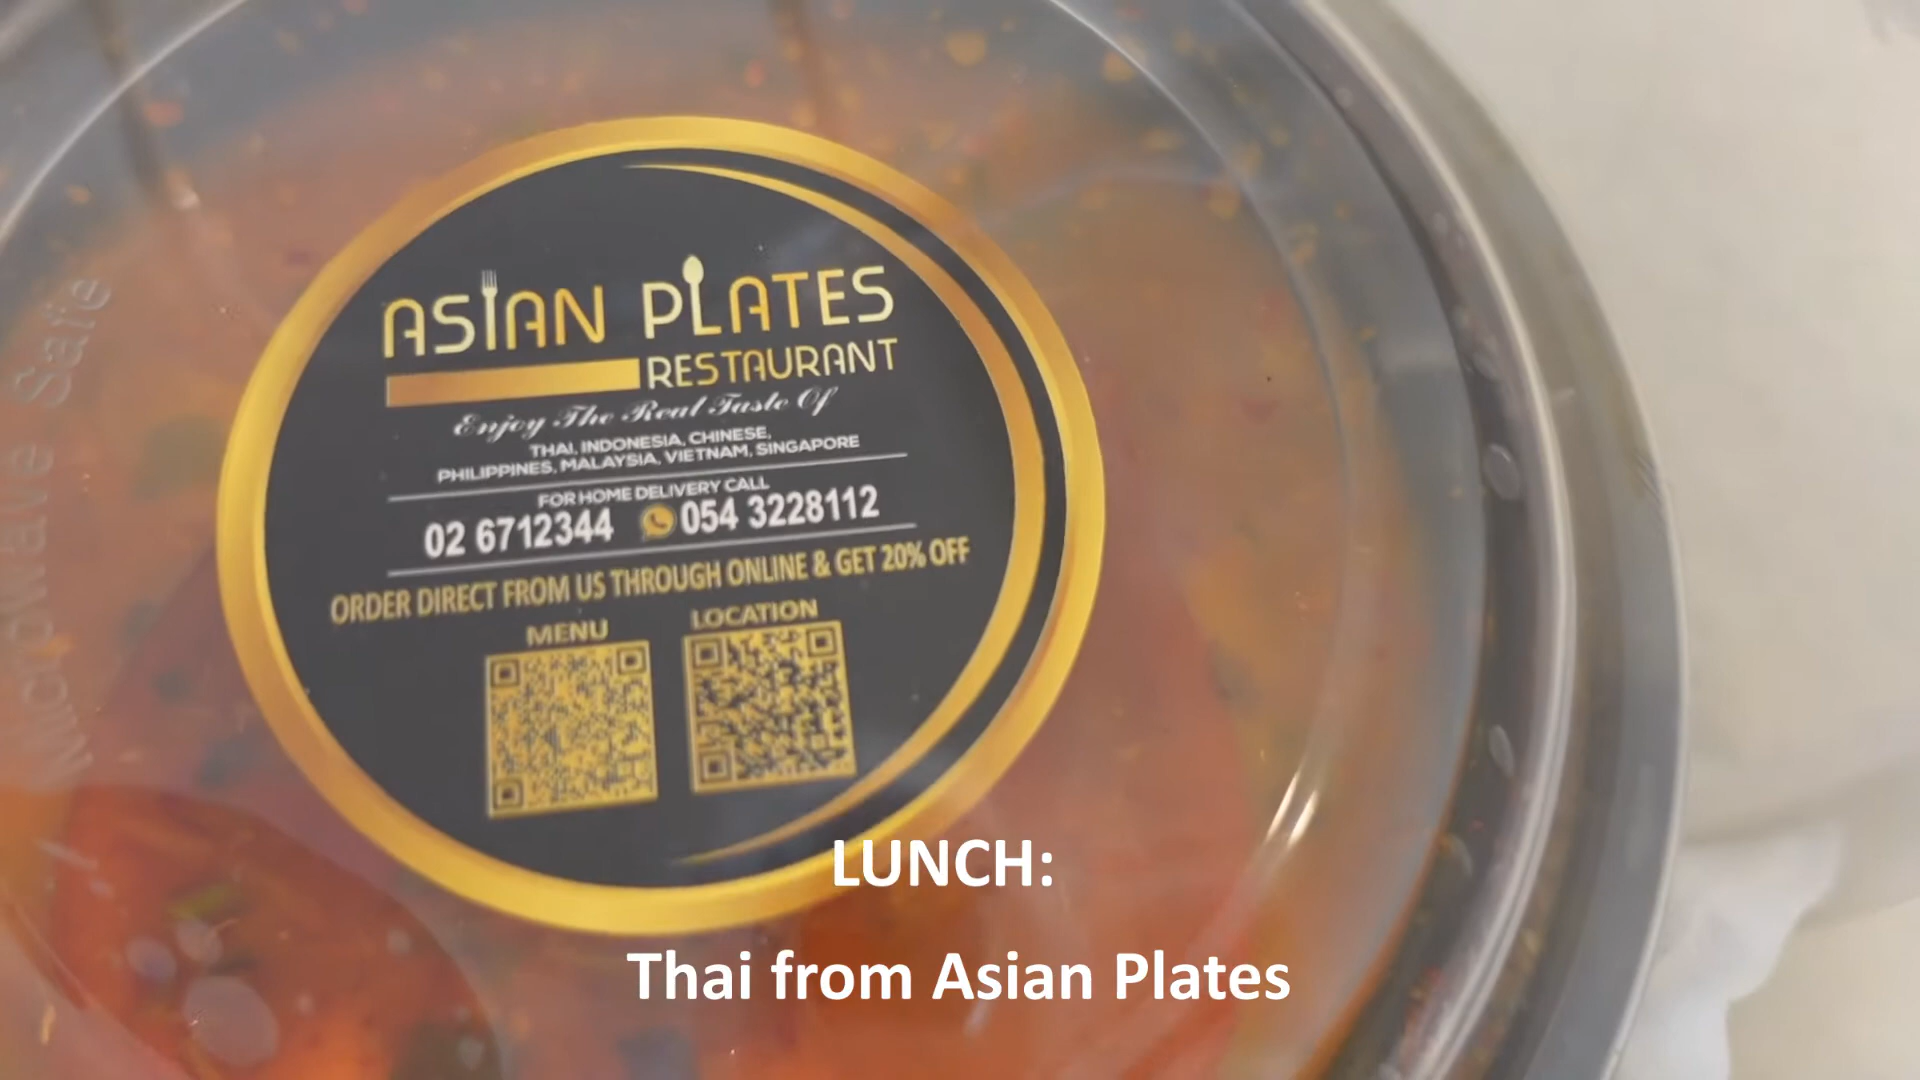 Microwave Safe
ASIAN PLATES
RESTAURANT
Enjoy The Real Taste Of
THAI, INDONESIA, CHINESE,
PHILIPPINES, MALAYSIA, VIETNAM, SINGAPORE
FOR HOME DELIVERY CALL
02 6712344 054 3228112
ORDER DIRECT FROM US THROUGH ONLINE & GET 20% OFF
MENU LOCATION
LUNCH:
Thai from Asian Plates